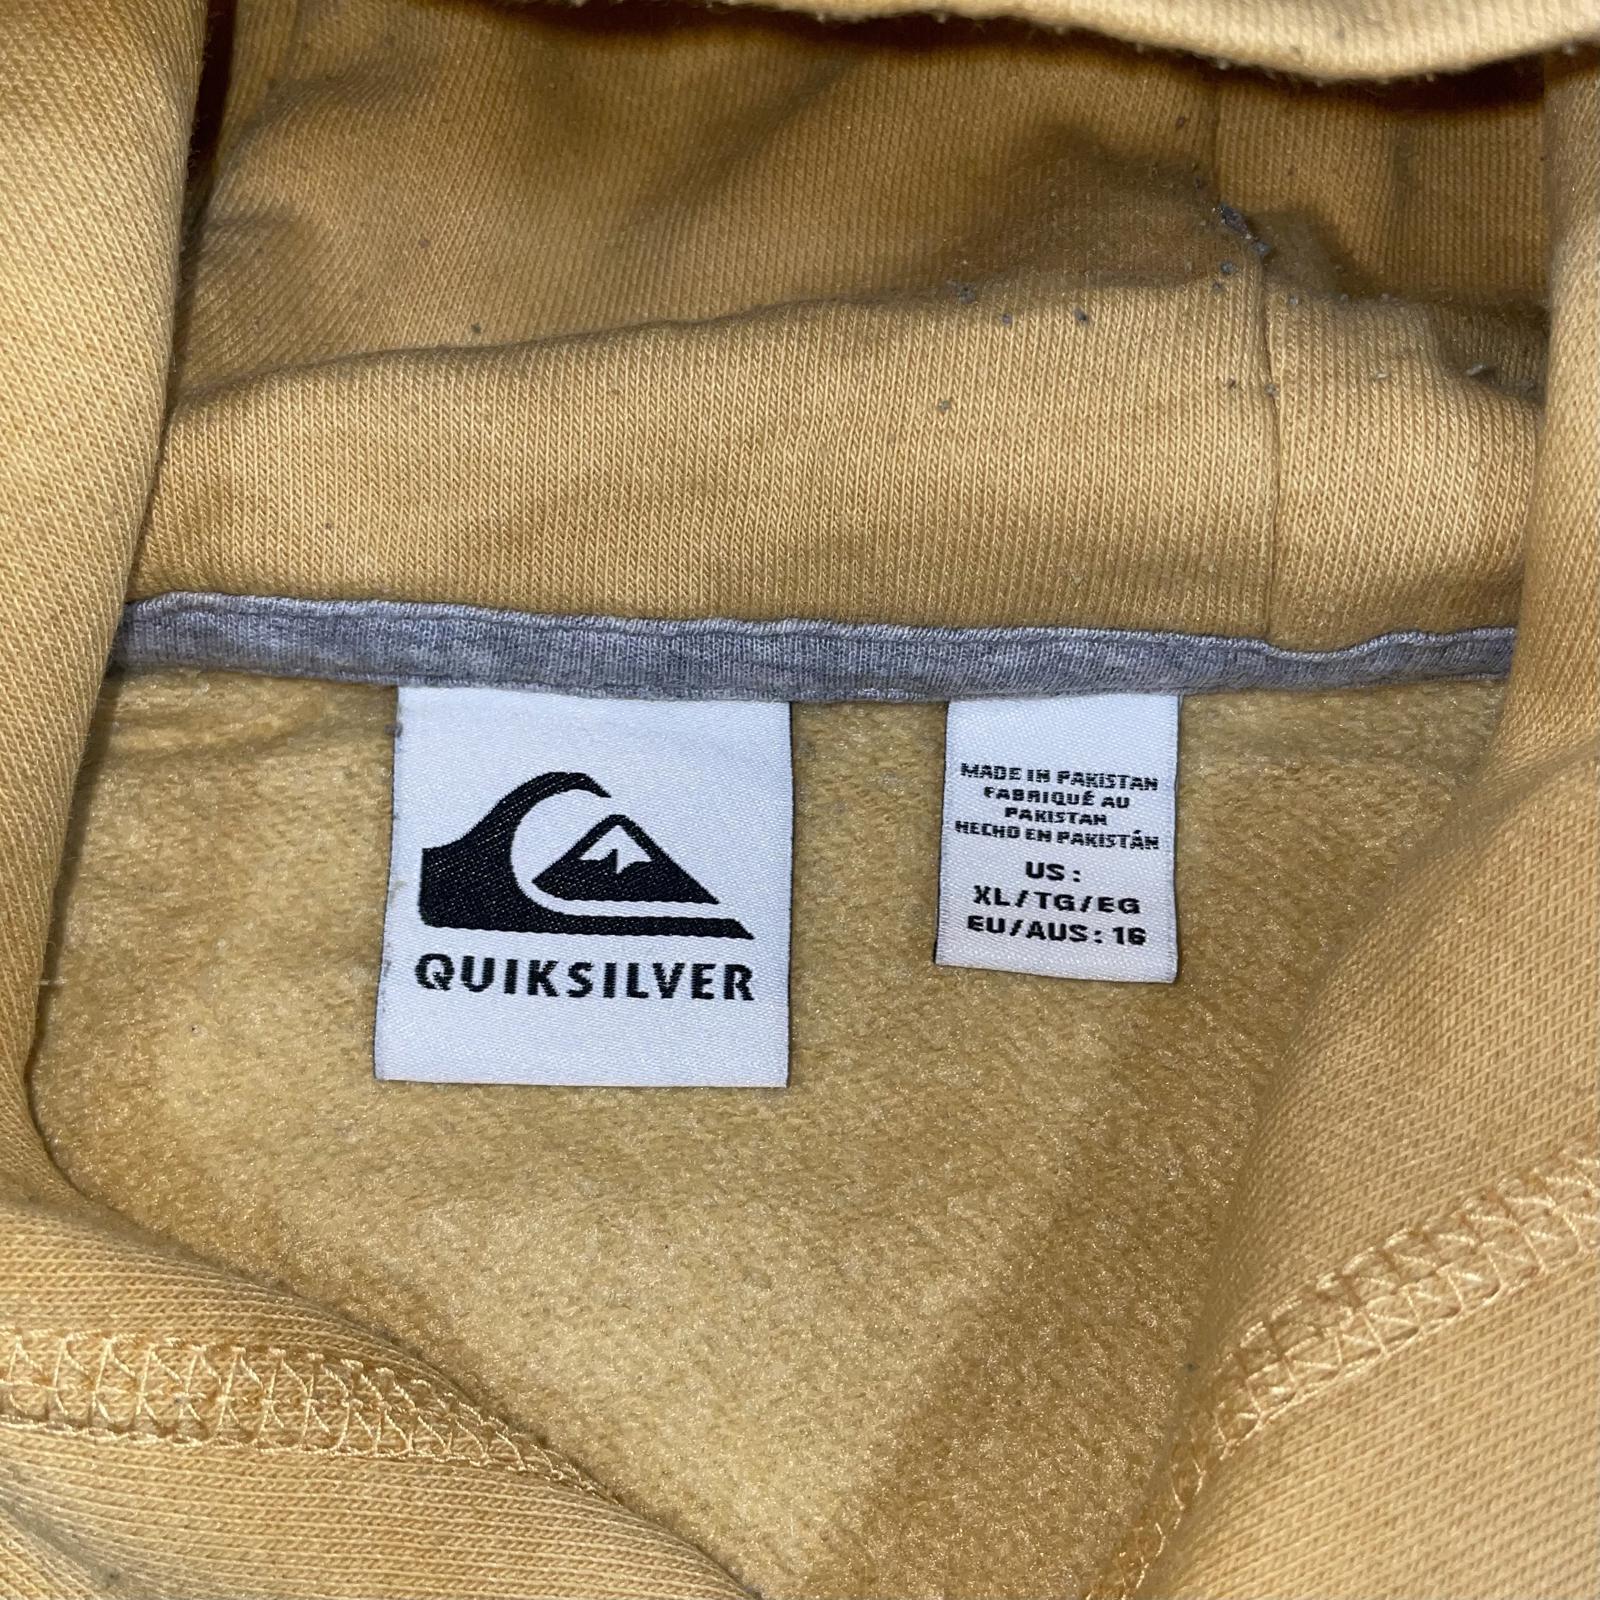 QUIKSILVER
MADE IN PAKISTAN
FABRIQUÉ AU
PAKISTAN
HECHO EN PAKISTÁN
US :
XL/TG/EG
EU/AUS : 16